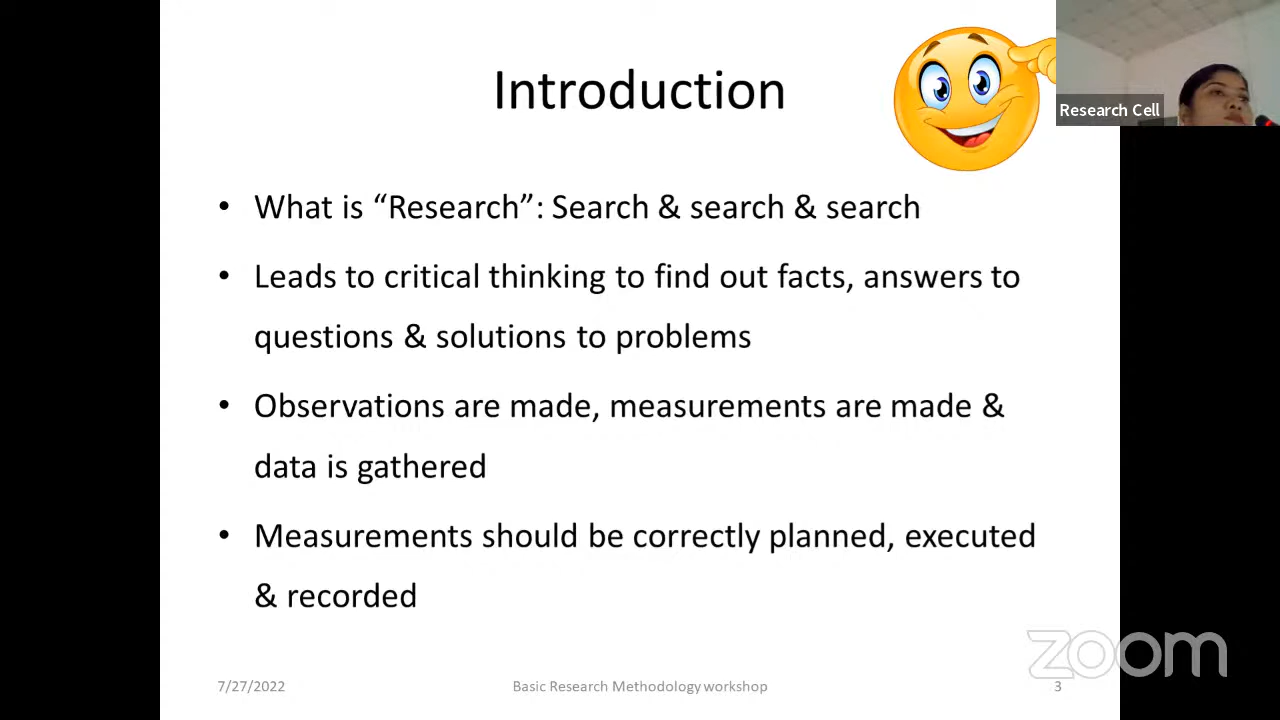 Introduction
Research Cell
• What is “Research”: Search & search & search
• Leads to critical thinking to find out facts, answers to
questions & solutions to problems
• Observations are made, measurements are made &
data is gathered
• Measurements should be correctly planned, executed
& recorded
zoom
7/27/2022 Basic Research Methodology workshop 3